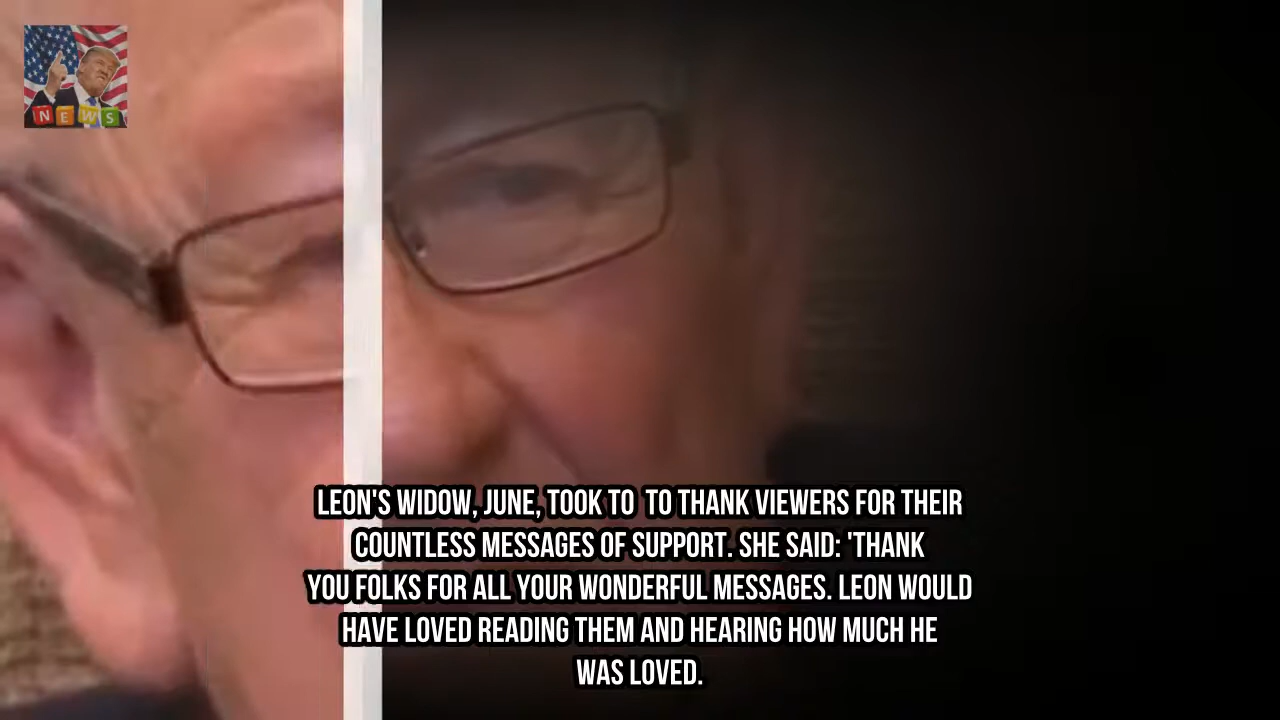 NEWS
LEON'S WIDOW, JUNE, TOOK TO  TO THANK VIEWERS FOR THEIR
COUNTLESS MESSAGES OF SUPPORT. SHE SAID: 'THANK
YOU FOLKS FOR ALL YOUR WONDERFUL MESSAGES. LEON WOULD
HAVE LOVED READING THEM AND HEARING HOW MUCH HE
WAS LOVED.